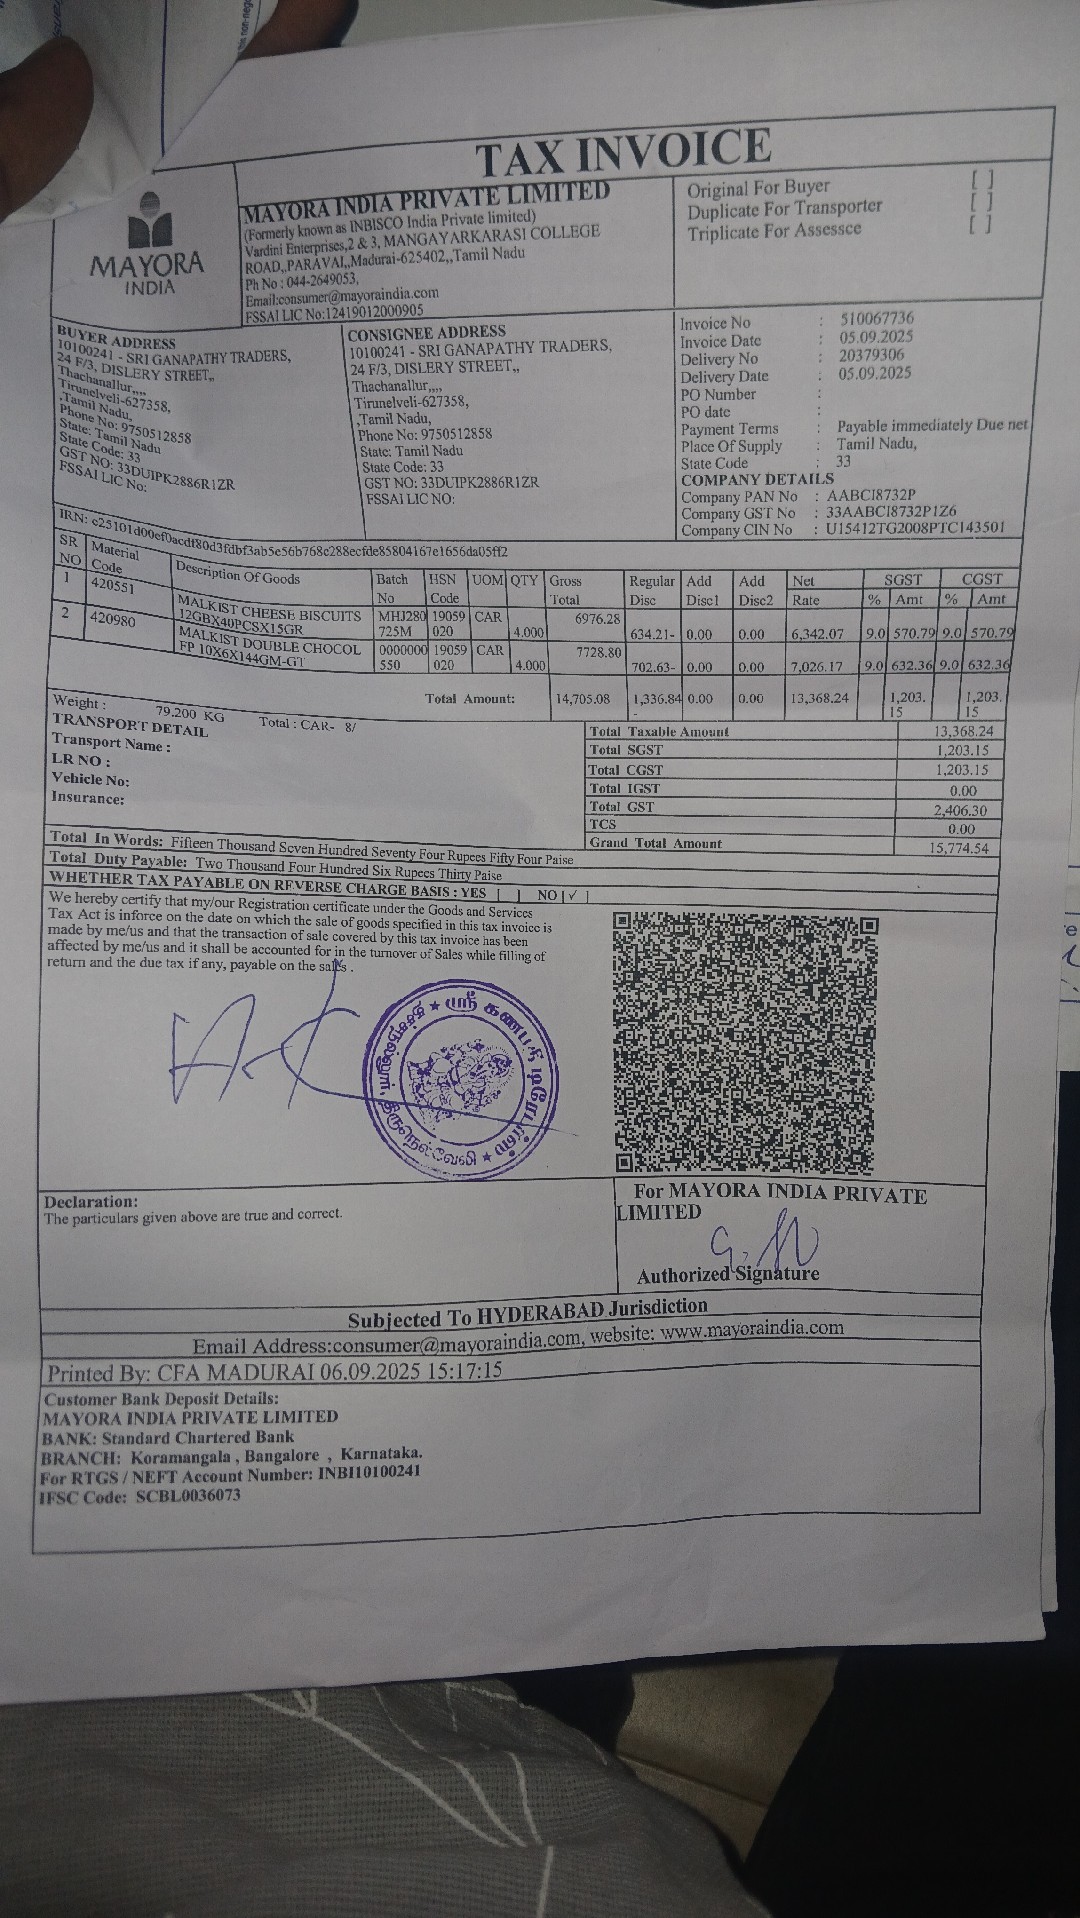 TAX INVOICE
MAYORA
INDIA
MAYORA INDIA PRIVATE LIMITED
(Formerly known as INBISCO India Private limited)
Vardini Enterprises,2 & 3, MANGAYARKARASI COLLEGE
ROAD,,PARAVAI,,Madurai-625402,,Tamil Nadu
Ph No : 044-2649053,
Email:consumer@mayoraindia.com
FSSAI LIC No:12419012000905
Original For Buyer [ ]
Duplicate For Transporter [ ]
Triplicate For Assessce [ ]
BUYER ADDRESS
10100241 - SRI GANAPATHY TRADERS,
24 F/3, DISLERY STREET,,
Thachanallur,,,,
Tirunelveli-627358,
,Tamil Nadu,
Phone No: 9750512858
State: Tamil Nadu
State Code: 33
GST NO: 33DUIPK2886R1ZR
FSSAI LIC No:
CONSIGNEE ADDRESS
10100241 - SRI GANAPATHY TRADERS,
24 F/3, DISLERY STREET,,
Thachanallur,,,,
Tirunelveli-627358,
,Tamil Nadu,
Phone No: 9750512858
State: Tamil Nadu
State Code: 33
GST NO: 33DUIPK2886R1ZR
FSSAI LIC NO:
Invoice No : 510067736
Invoice Date : 05.09.2025
Delivery No : 20379306
Delivery Date : 05.09.2025
PO Number :
PO date :
Payment Terms : Payable immediately Due net
Place Of Supply : Tamil Nadu,
State Code : 33
COMPANY DETAILS
Company PAN No : AABCI8732P
Company GST No : 33AABCI8732P1Z6
Company CIN No : U15412TG2008PTC143501
IRN: c25101d00ef0acdf80d3fdbf3ab5e56b768c288ecfde85804167e1656da05ff2
SR NO Material Code Description Of Goods Batch No HSN Code UOM QTY Gross Total Regular Disc Add Disc1 Add Disc2 Net Rate SGST % Amt CGST % Amt
1 420551 MALKIST CHEESE BISCUITS 12GBX40PCSX15GR MHJ280 725M 19059 020 CAR 4.000 6976.28 634.21- 0.00 0.00 6,342.07 9.0 570.79 9.0 570.79
2 420980 MALKIST DOUBLE CHOCOL FP 10X6X144GM-GT 0000000 550 19059 020 CAR 4.000 7728.80 702.63- 0.00 0.00 7,026.17 9.0 632.36 9.0 632.36
Total Amount: 14,705.08 1,336.84- 0.00 0.00 13,368.24 1,203.15 1,203.15
Weight : 79.200 KG Total : CAR- 8/
TRANSPORT DETAIL
Transport Name :
LR NO :
Vehicle No:
Insurance:
Total Taxable Amount 13,368.24
Total SGST 1,203.15
Total CGST 1,203.15
Total IGST 0.00
Total GST 2,406.30
TCS 0.00
Grand Total Amount 15,774.54
Total In Words: Fifteen Thousand Seven Hundred Seventy Four Rupees Fifty Four Paise
Total Duty Payable: Two Thousand Four Hundred Six Rupees Thirty Paise
WHETHER TAX PAYABLE ON REVERSE CHARGE BASIS : YES [ ] NO [✓]
We hereby certify that my/our Registration certificate under the Goods and Services
Tax Act is inforce on the date on which the sale of goods specified in this tax invoice is
made by me/us and that the transaction of sale covered by this tax invoice has been
affected by me/us and it shall be accounted for in the turnover of Sales while filling of
return and the due tax if any, payable on the sales .
ஸ்ரீ கணபதி டிரேடர்ஸ்
தச்சநல்லூர், திருநெல்வேலி
Declaration:
The particulars given above are true and correct.
For MAYORA INDIA PRIVATE
LIMITED
Authorized Signature
Subjected To HYDERABAD Jurisdiction
Email Address:consumer@mayoraindia.com, website: www.mayoraindia.com
Printed By: CFA MADURAI 06.09.2025 15:17:15
Customer Bank Deposit Details:
MAYORA INDIA PRIVATE LIMITED
BANK: Standard Chartered Bank
BRANCH: Koramangala , Bangalore , Karnataka.
For RTGS / NEFT Account Number: INBI10100241
IFSC Code: SCBL0036073